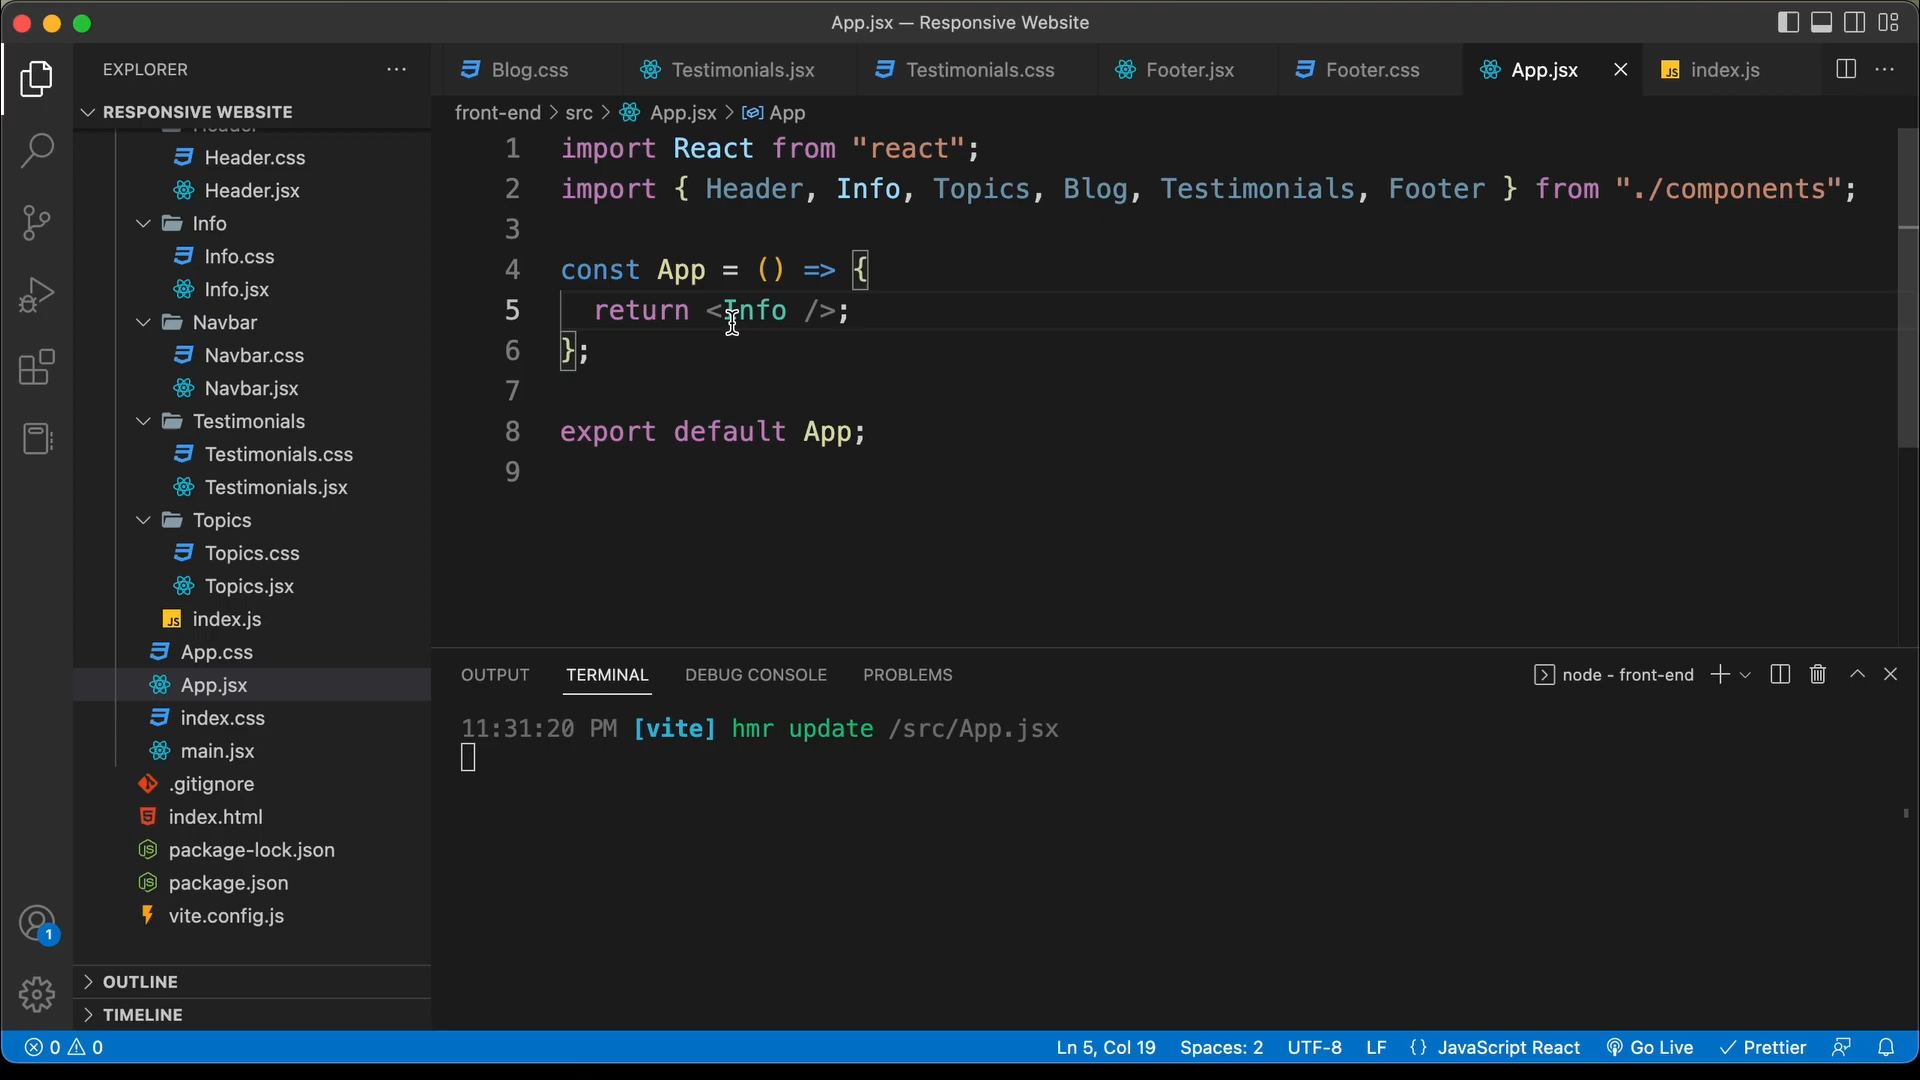 App.jsx — Responsive Website
EXPLORER
Blog.css
Testimonials.jsx
Testimonials.css
Footer.jsx
Footer.css
App.jsx
index.js
RESPONSIVE WEBSITE
front-end > src > App.jsx > App
Header
Header.css
Header.jsx
Info
Info.css
Info.jsx
Navbar
Navbar.css
Navbar.jsx
Testimonials
Testimonials.css
Testimonials.jsx
Topics
Topics.css
Topics.jsx
index.js
App.css
App.jsx
index.css
main.jsx
.gitignore
index.html
package-lock.json
package.json
vite.config.js
OUTLINE
TIMELINE
1 import React from "react";
2 import { Header, Info, Topics, Blog, Testimonials, Footer } from "./components";
3
4 const App = () => {
5 return <Info />;
6 };
7
8 export default App;
9
OUTPUT
TERMINAL
DEBUG CONSOLE
PROBLEMS
node - front-end
11:31:20 PM [vite] hmr update /src/App.jsx
1
0 0
Ln 5, Col 19
Spaces: 2
UTF-8
LF
{} JavaScript React
Go Live
Prettier